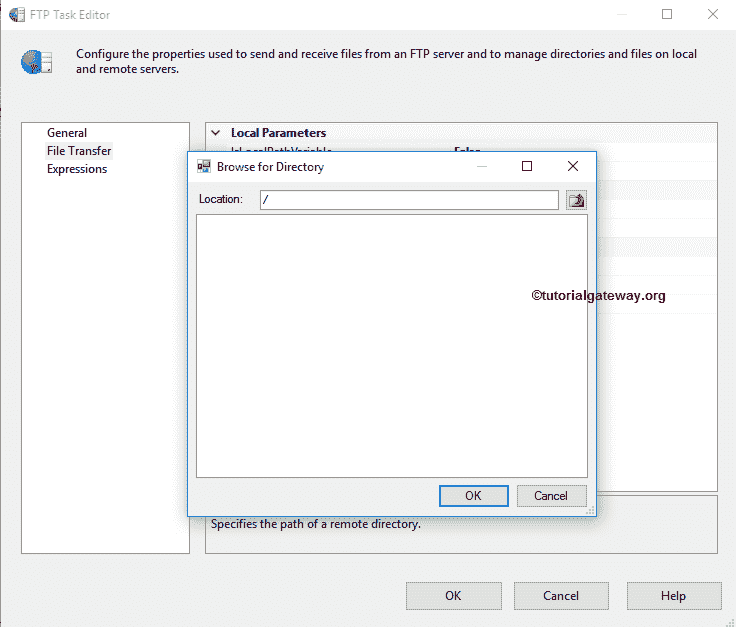 FTP Task Editor
Configure the properties used to send and receive files from an FTP server and to manage directories and files on local
and remote servers.
General
File Transfer
Expressions
Local Parameters
IsLocalPathVariable False
Browse for Directory
Location: /
©tutorialgateway.org
OK Cancel
Specifies the path of a remote directory.
OK Cancel Help